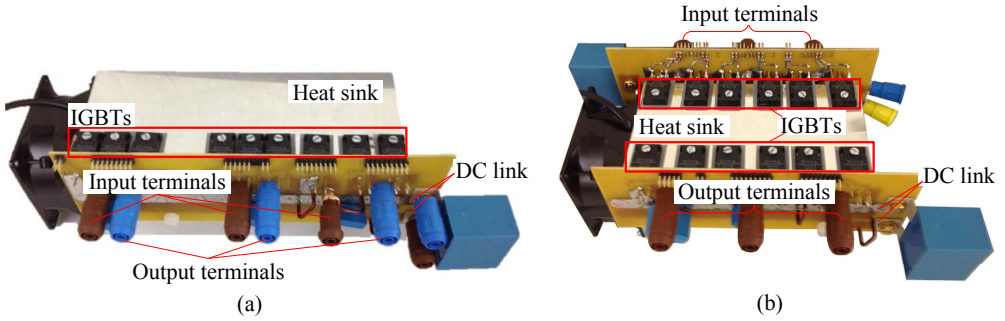 Heat sink
IGBTs
Input terminals
DC link
Output terminals
(a)
Input terminals
Heat sink
IGBTs
DC link
Output terminals
(b)